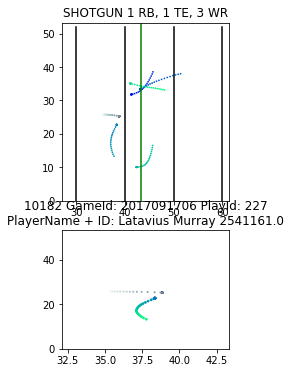 SHOTGUN 1 RB, 1 TE, 3 WR
50
40
30
20
10
0
30 40 50 60
10182 GameId: 2017091706 PlayId: 227
PlayerName + ID: Latavius Murray 2541161.0
40
20
0
32.5 35.0 37.5 40.0 42.5